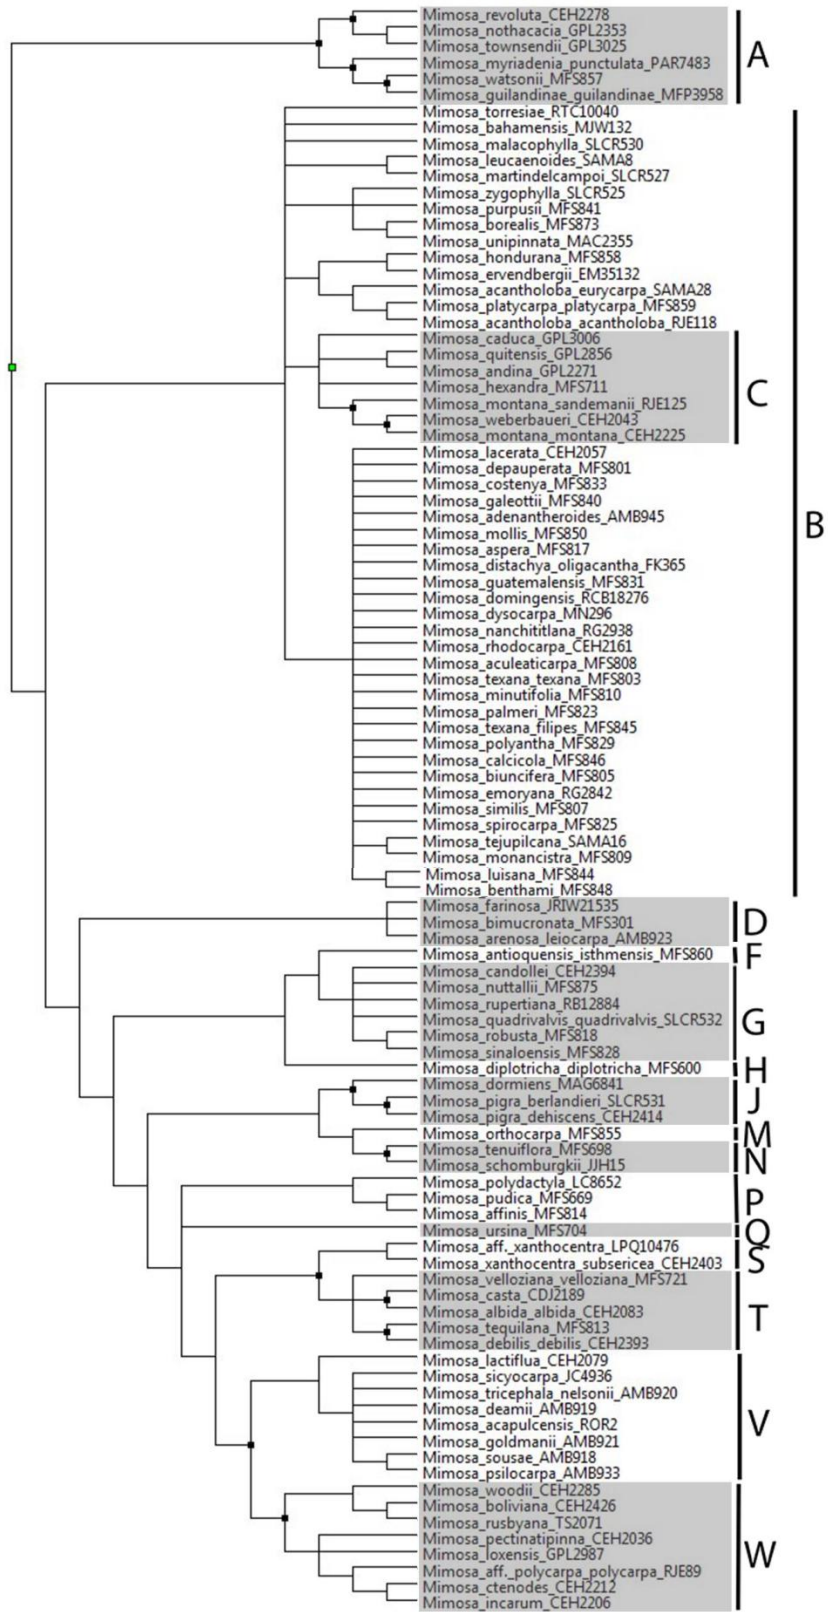 Mimosa_revoluta_CEH2278
Mimosa_nothacacia_GPL2353
Mimosa_townsendii_GPL3025
Mimosa_myriadenia_punctulata_PAR7483
Mimosa_watsonii_MFS857
Mimosa_guilandinae_guilandinae_MFP3958
A
Mimosa_torresiae_RTC10040
Mimosa_bahamensis_MJW132
Mimosa_malacophylla_SLCR530
Mimosa_leucaenoides_SAMA8
Mimosa_martindelcampoi_SLCR527
Mimosa_zygophylla_SLCR525
Mimosa_purpusii_MFS841
Mimosa_borealis_MFS873
Mimosa_unipinnata_MAC2355
Mimosa_hondurana_MFS858
Mimosa_ervendbergii_EM35132
Mimosa_acantholoba_eurycarpa_SAMA28
Mimosa_platycarpa_platycarpa_MFS859
Mimosa_acantholoba_acantholoba_RJE118
Mimosa_caduca_GPL3006
Mimosa_quitensis_GPL2856
Mimosa_andina_GPL2271
Mimosa_hexandra_MFS711
Mimosa_montana_sandemanii_RJE125
Mimosa_weberbaueri_CEH2043
Mimosa_montana_montana_CEH2225
C
Mimosa_lacerata_CEH2057
Mimosa_depauperata_MFS801
Mimosa_costenya_MFS833
Mimosa_galeottii_MFS840
Mimosa_adenantheroides_AMB945
Mimosa_mollis_MFS850
Mimosa_aspera_MFS817
Mimosa_distachya_oligacantha_FK365
Mimosa_guatemalensis_MFS831
Mimosa_domingensis_RCB18276
Mimosa_dysocarpa_MN296
Mimosa_nanchititlana_RG2938
Mimosa_rhodocarpa_CEH2161
Mimosa_aculeaticarpa_MFS808
Mimosa_texana_texana_MFS803
Mimosa_minutifolia_MFS810
Mimosa_palmeri_MFS823
Mimosa_texana_filipes_MFS845
Mimosa_polyantha_MFS829
Mimosa_calcicola_MFS846
Mimosa_biuncifera_MFS805
Mimosa_emoryana_RG2842
Mimosa_similis_MFS807
Mimosa_spirocarpa_MFS825
Mimosa_tejupilcana_SAMA16
Mimosa_monancistra_MFS809
Mimosa_luisana_MFS844
Mimosa_benthami_MFS848
B
Mimosa_farinosa_JRIW21535
Mimosa_bimucronata_MFS301
Mimosa_arenosa_leiocarpa_AMB923
D
Mimosa_antioquensis_isthmensis_MFS860
F
Mimosa_candollei_CEH2394
Mimosa_nuttallii_MFS875
Mimosa_rupertiana_RB12884
Mimosa_quadrivalvis_quadrivalvis_SLCR532
Mimosa_robusta_MFS818
Mimosa_sinaloensis_MFS828
G
Mimosa_diplotricha_diplotricha_MFS600
H
Mimosa_dormiens_MAG6841
Mimosa_pigra_berlandieri_SLCR531
Mimosa_pigra_dehiscens_CEH2414
J
Mimosa_orthocarpa_MFS855
M
Mimosa_tenuiflora_MFS698
Mimosa_schomburgkii_JJH15
N
Mimosa_polydactyla_LC8652
Mimosa_pudica_MFS669
Mimosa_affinis_MFS814
P
Mimosa_ursina_MFS704
Q
Mimosa_aff._xanthocentra_LPQ10476
Mimosa_xanthocentra_subsericea_CEH2403
S
Mimosa_velloziana_velloziana_MFS721
Mimosa_casta_CDJ2189
Mimosa_albida_albida_CEH2083
Mimosa_tequilana_MFS813
Mimosa_debilis_debilis_CEH2393
T
Mimosa_lactiflua_CEH2079
Mimosa_sicyocarpa_JC4936
Mimosa_tricephala_nelsonii_AMB920
Mimosa_deamii_AMB919
Mimosa_acapulcensis_ROR2
Mimosa_goldmanii_AMB921
Mimosa_sousae_AMB918
Mimosa_psilocarpa_AMB933
V
Mimosa_woodii_CEH2285
Mimosa_boliviana_CEH2426
Mimosa_rusbyana_TS2071
Mimosa_pectinatipinna_CEH2036
Mimosa_loxensis_GPL2987
Mimosa_aff._polycarpa_polycarpa_RJE89
Mimosa_ctenodes_CEH2212
Mimosa_incarum_CEH2206
W